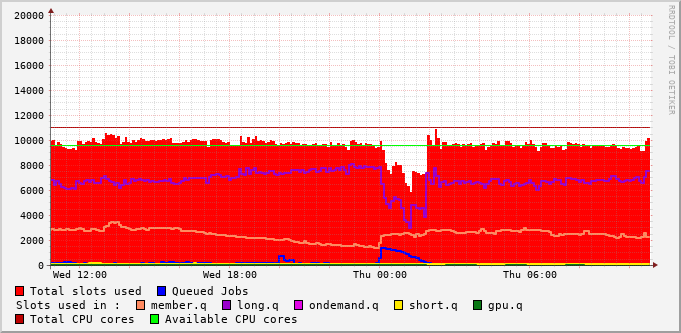 RRDTOOL / TOBI OETIKER
20000
18000
16000
14000
12000
10000
8000
6000
4000
2000
0
Wed 12:00 Wed 18:00 Thu 00:00 Thu 06:00
Total slots used Queued Jobs
Slots used in : member.q long.q ondemand.q short.q gpu.q
Total CPU cores Available CPU cores